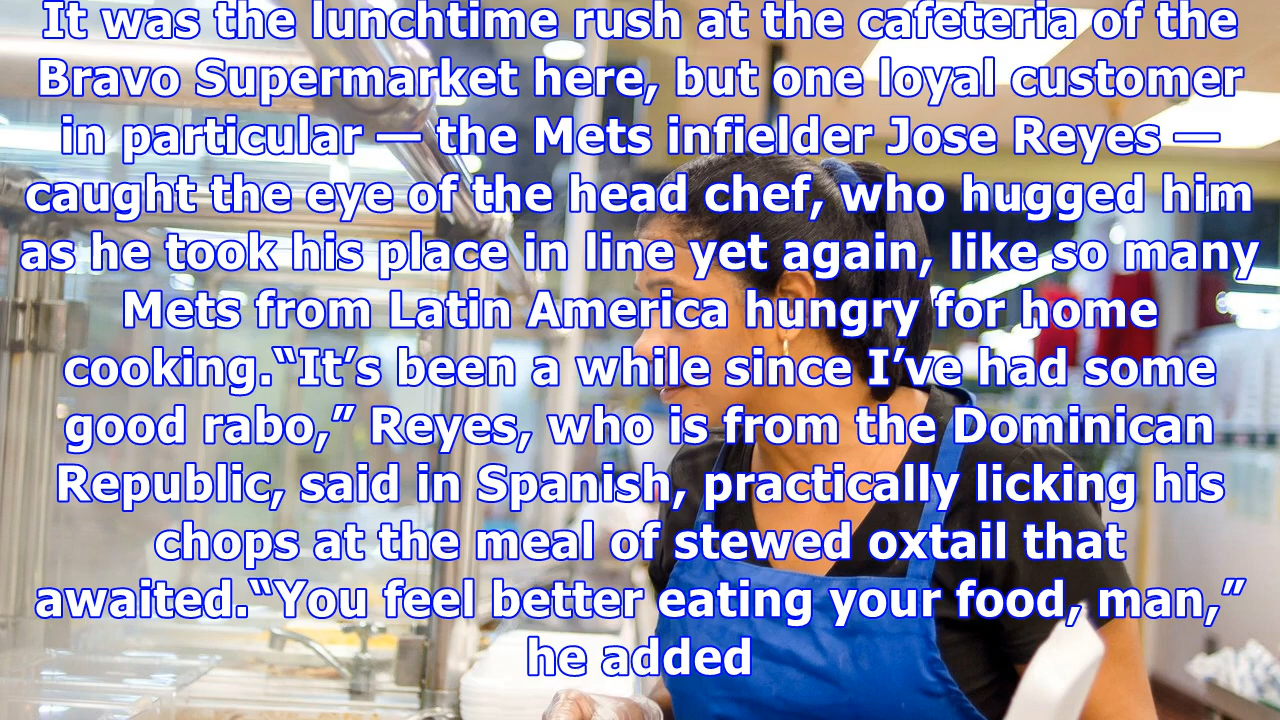 It was the lunchtime rush at the cafeteria of the
Bravo Supermarket here, but one loyal customer
in particular — the Mets infielder Jose Reyes —
caught the eye of the head chef, who hugged him
as he took his place in line yet again, like so many
Mets from Latin America hungry for home
cooking.“It’s been a while since I’ve had some
good rabo,” Reyes, who is from the Dominican
Republic, said in Spanish, practically licking his
chops at the meal of stewed oxtail that
awaited.“You feel better eating your food, man,”
he added